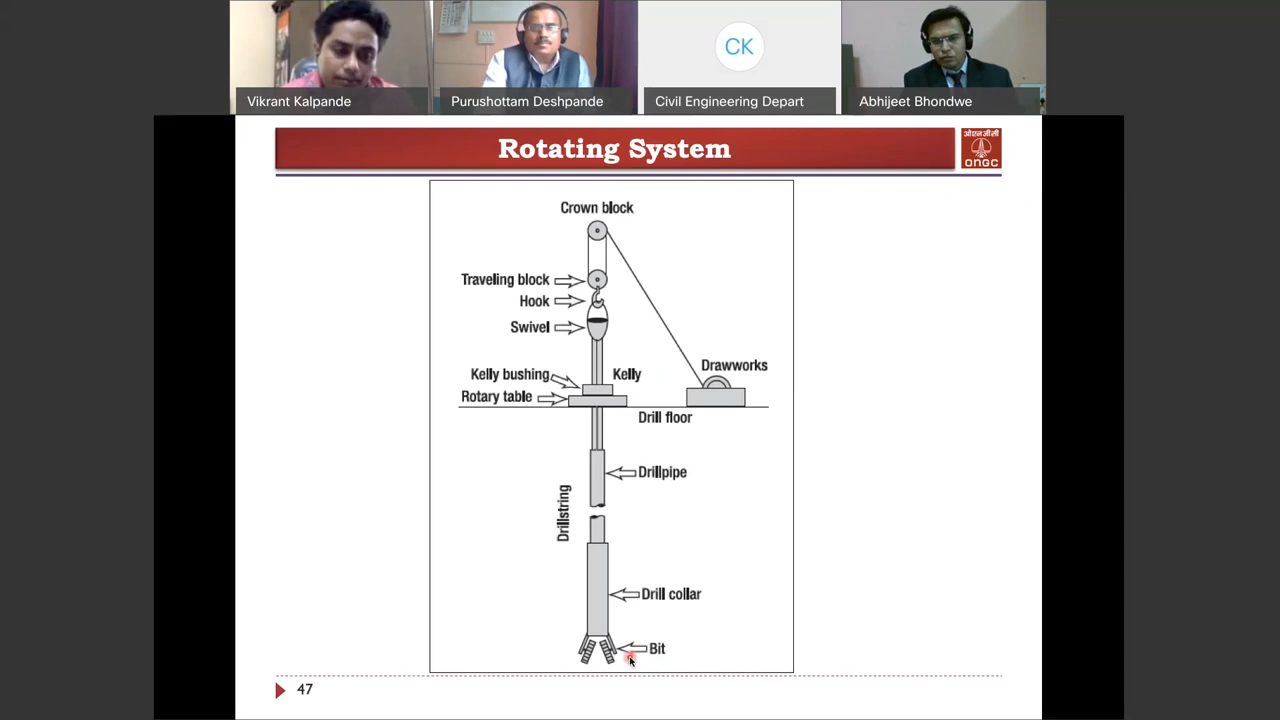 CK
Vikrant Kalpande
Purushottam Deshpande
Civil Engineering Depart
Abhijeet Bhondwe
Rotating System
ओएनजीसी
ONGC
Crown block
Traveling block
Hook
Swivel
Drawworks
Kelly bushing
Kelly
Rotary table
Drill floor
Drillpipe
Drillstring
Drill collar
Bit
47